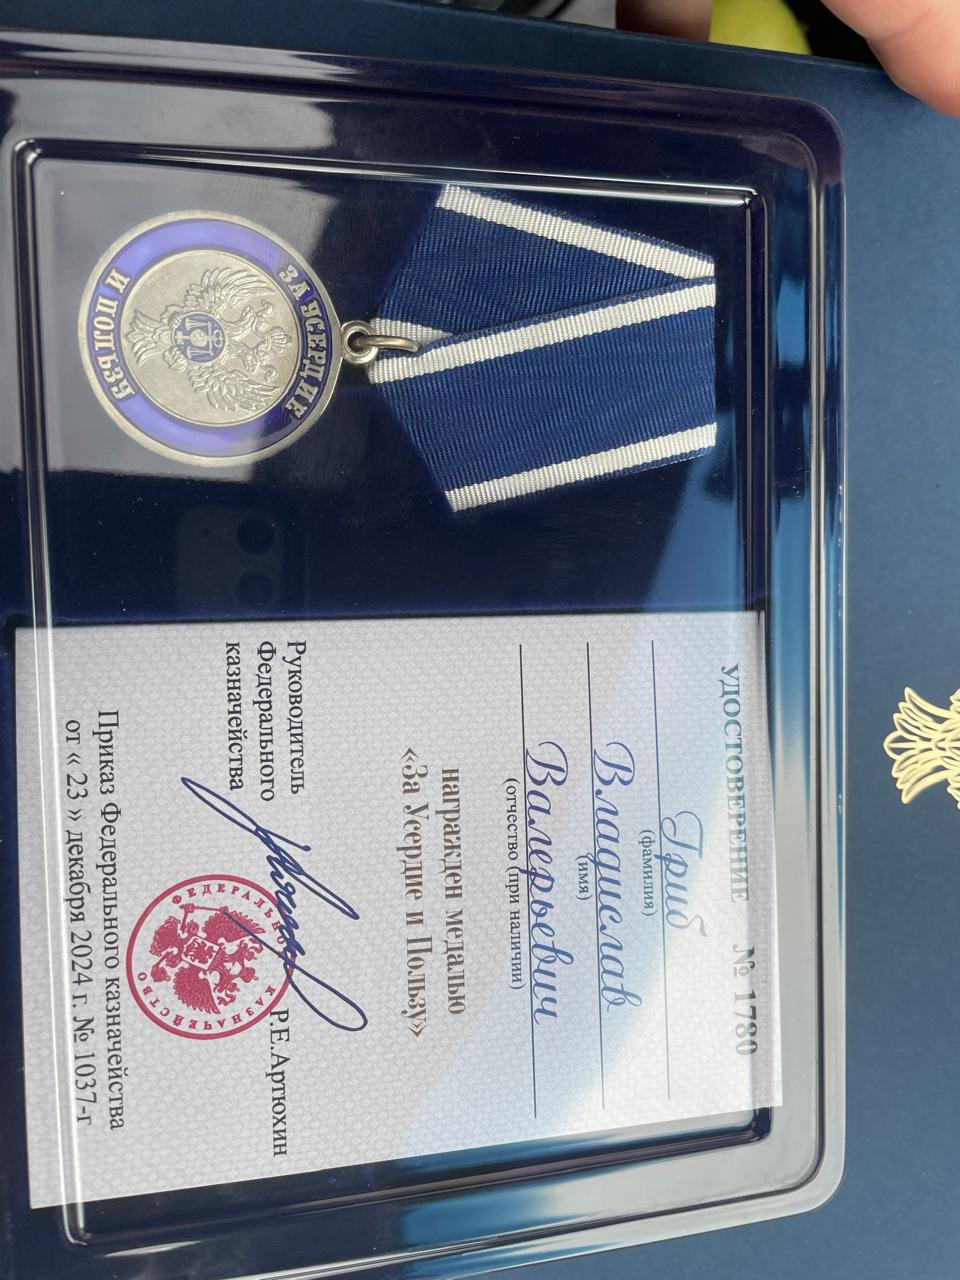 ЗА УСЕРДИЕ
И ПОЛЬЗУ
УДОСТОВЕРЕНИЕ № 1780
Гриб
(фамилия)
Владислав
(имя)
Валерьевич
(отчество (при наличии)
награжден медалью
«За Усердие и Пользу»
Руководитель
Федерального
казначейства
Р.Е.Артюхин
ФЕДЕРАЛЬНОЕ КАЗНАЧЕЙСТВО
Приказ Федерального казначейства
от « 23 » декабря 2024 г. № 1037-г